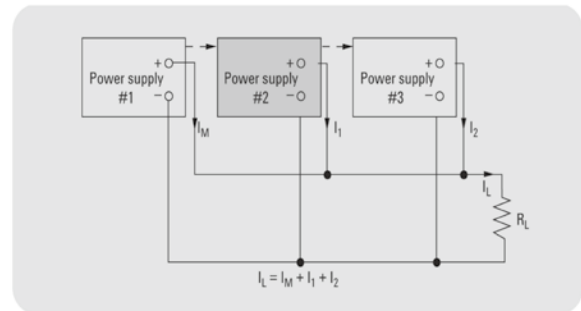 +
Power supply
#1
−
+
Power supply
#2
−
+
Power supply
#3
−
I_M
I_1
I_2
I_L
R_L
I_L = I_M + I_1 + I_2